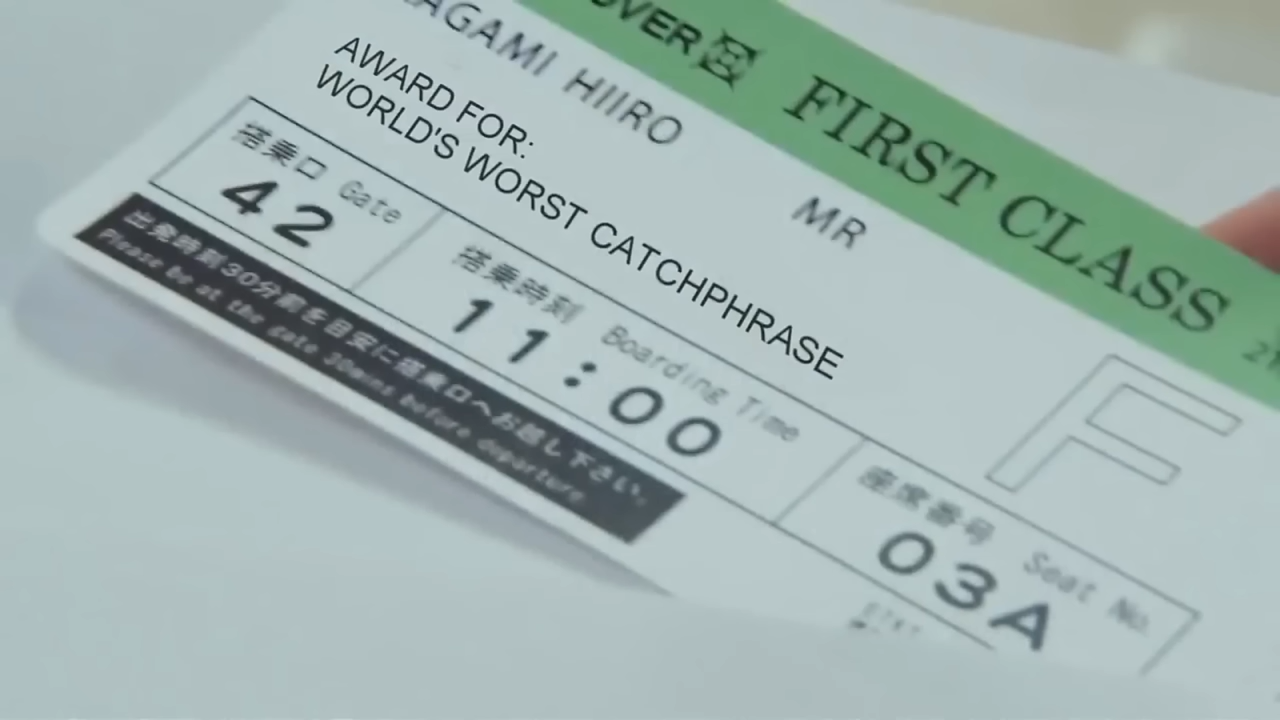 OVER FIRST CLASS
AGAMI HIIRO MR
AWARD FOR:
WORLD'S WORST CATCHPHRASE
F
搭乗口 Gate
42
搭乗時刻 Boarding Time
11:00
座席番号 Seat No.
03A
出発時刻30分前を目安に搭乗口へお越し下さい。
Please be at the gate 30mins before departure.